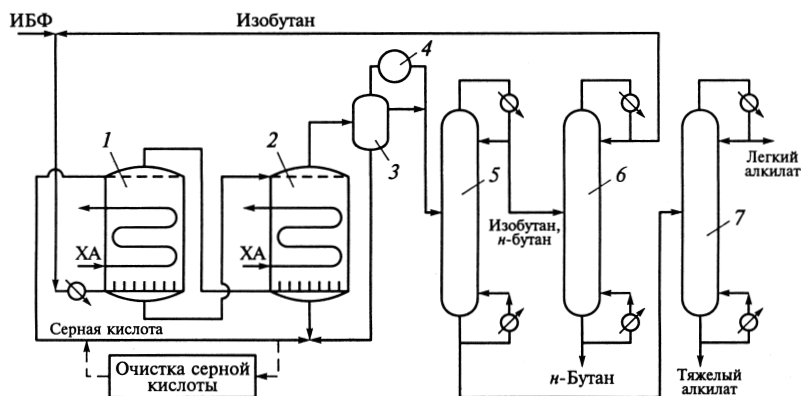 ИБФ
Изобутан
4
1
2
3
5
6
7
Легкий
алкилат
Изобутан,
н-бутан
ХА
ХА
Серная кислота
Очистка серной
кислоты
н-Бутан
Тяжелый
алкилат